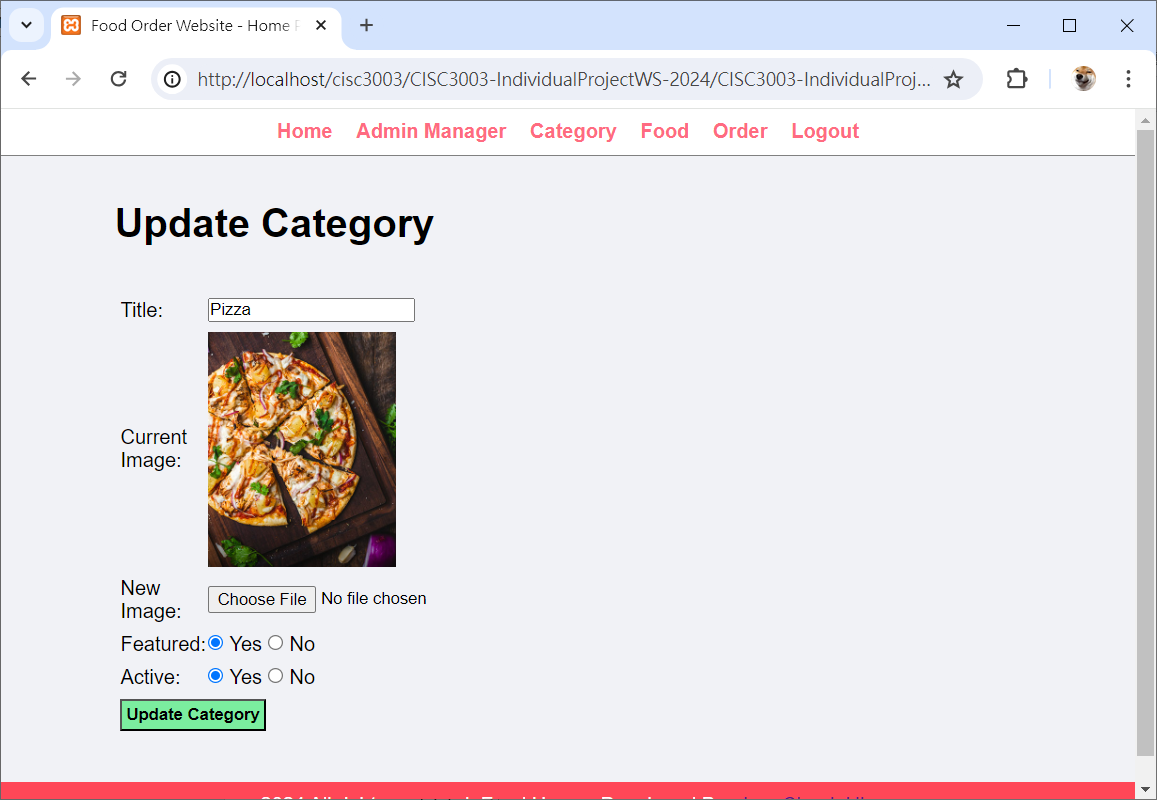 Food Order Website - Home
http://localhost/cisc3003/CISC3003-IndividualProjectWS-2024/CISC3003-IndividualProj...
Home Admin Manager Category Food Order Logout
Update Category
Title: Pizza
Current
Image:
New
Image:
Choose File No file chosen
Featured: Yes No
Active: Yes No
Update Category